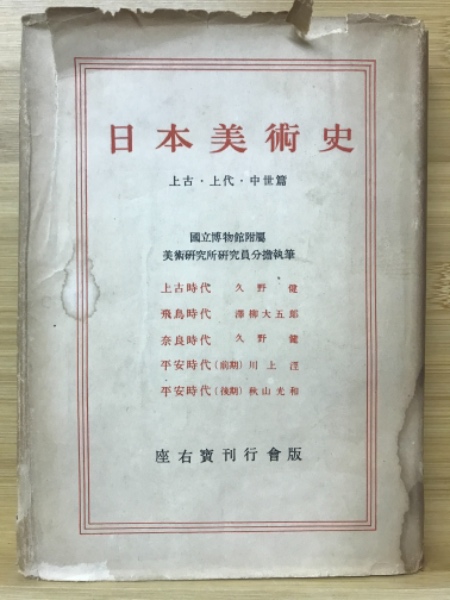 日本美術史
上古・上代・中世篇
國立博物館附屬
美術研究所研究員分擔執筆
上古時代 久野健
飛鳥時代 澤柳大五郎
奈良時代 久野健
平安時代(前期) 川上涇
平安時代(後期) 秋山光和
座右寳刊行會版